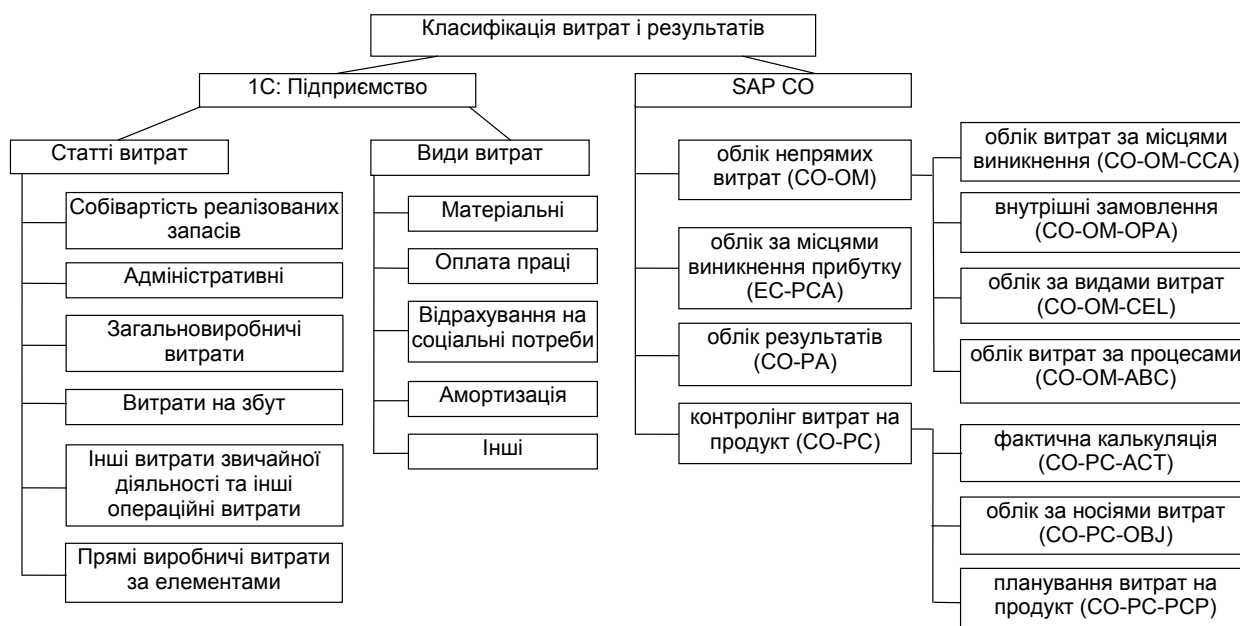 Класифікація витрат і результатів
1С: Підприємство
SAP CO
Статті витрат
Собівартість реалізованих
запасів
Адміністративні
Загальновиробничі
витрати
Витрати на збут
Інші витрати звичайної
діяльності та інші
операційні витрати
Прямі виробничі витрати
за елементами
Види витрат
Матеріальні
Оплата праці
Відрахування на
соціальні потреби
Амортизація
Інші
облік непрямих
витрат (CO-OM)
облік за місцями
виникнення прибутку
(EC-PCA)
облік результатів
(CO-PA)
контролінг витрат на
продукт (CO-PC)
облік витрат за місцями
виникнення (CO-OM-CCA)
внутрішні замовлення
(CO-OM-OPA)
облік за видами витрат
(CO-OM-CEL)
облік витрат за процесами
(CO-OM-ABC)
фактична калькуляція
(CO-PC-ACT)
облік за носіями витрат
(CO-PC-OBJ)
планування витрат на
продукт (CO-PC-PCP)